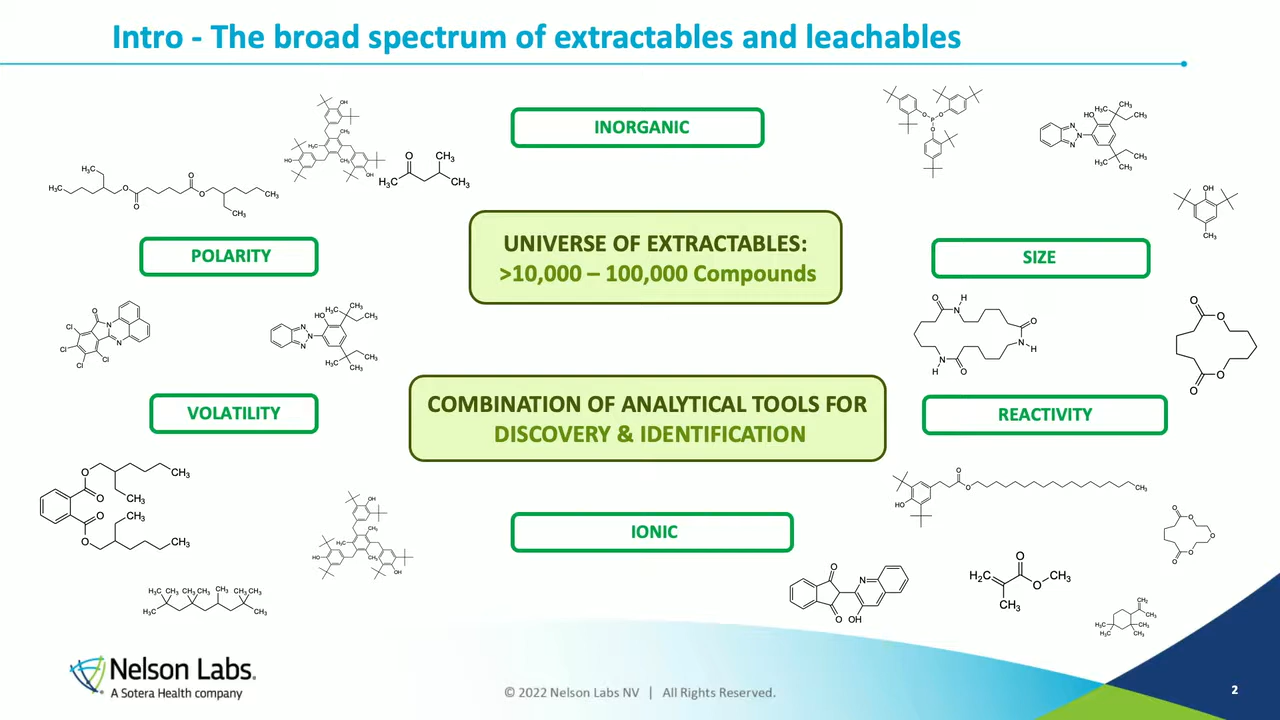 Intro - The broad spectrum of extractables and leachables
INORGANIC
UNIVERSE OF EXTRACTABLES:
>10,000 – 100,000 Compounds
POLARITY
SIZE
VOLATILITY
COMBINATION OF ANALYTICAL TOOLS FOR
DISCOVERY & IDENTIFICATION
REACTIVITY
IONIC
Nelson Labs.
A Sotera Health company
© 2022 Nelson Labs NV | All Rights Reserved.
2